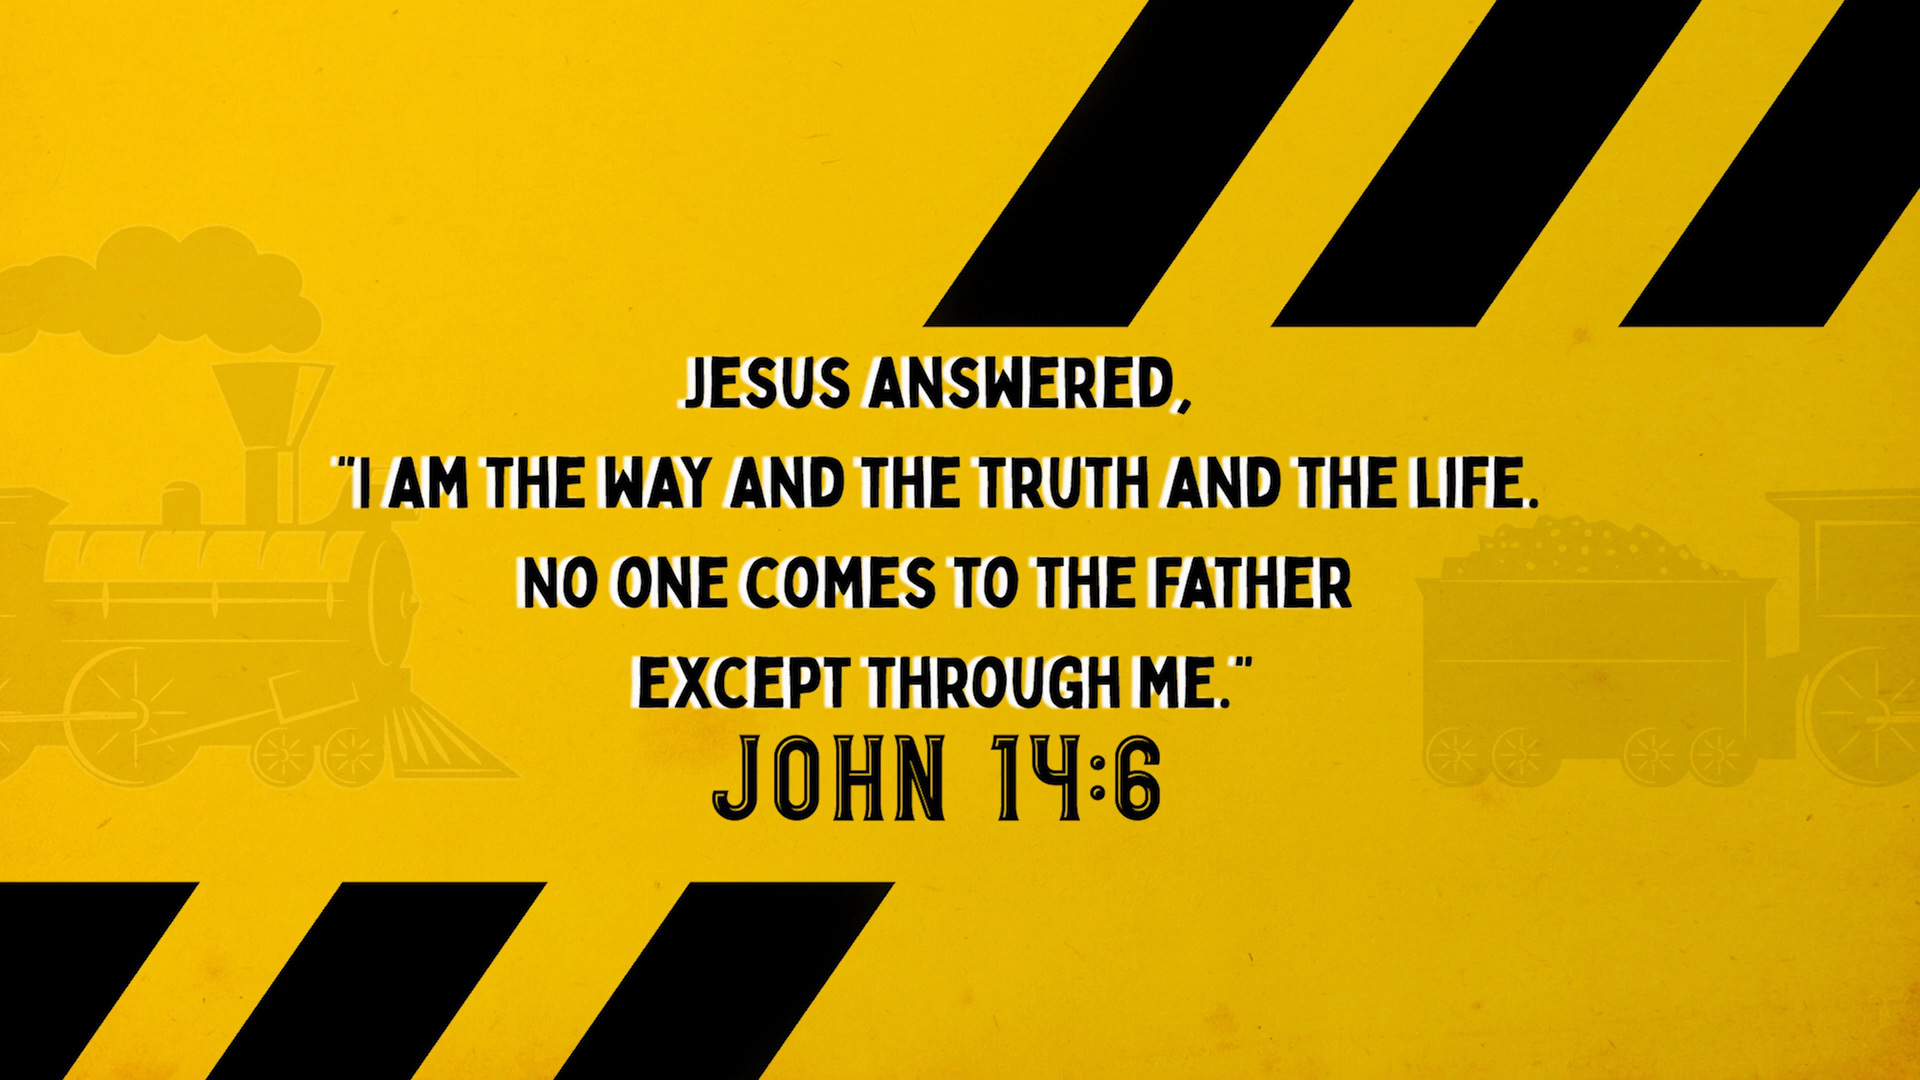 JESUS ANSWERED,
"I AM THE WAY AND THE TRUTH AND THE LIFE.
NO ONE COMES TO THE FATHER
EXCEPT THROUGH ME."
JOHN 14:6